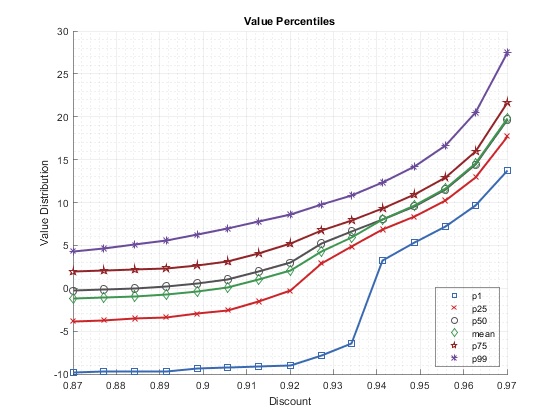 Value Percentiles
30
25
20
15
10
5
0
-5
-10
Value Distribution
0.87 0.88 0.89 0.9 0.91 0.92 0.93 0.94 0.95 0.96 0.97
Discount
p1
p25
p50
mean
p75
p99